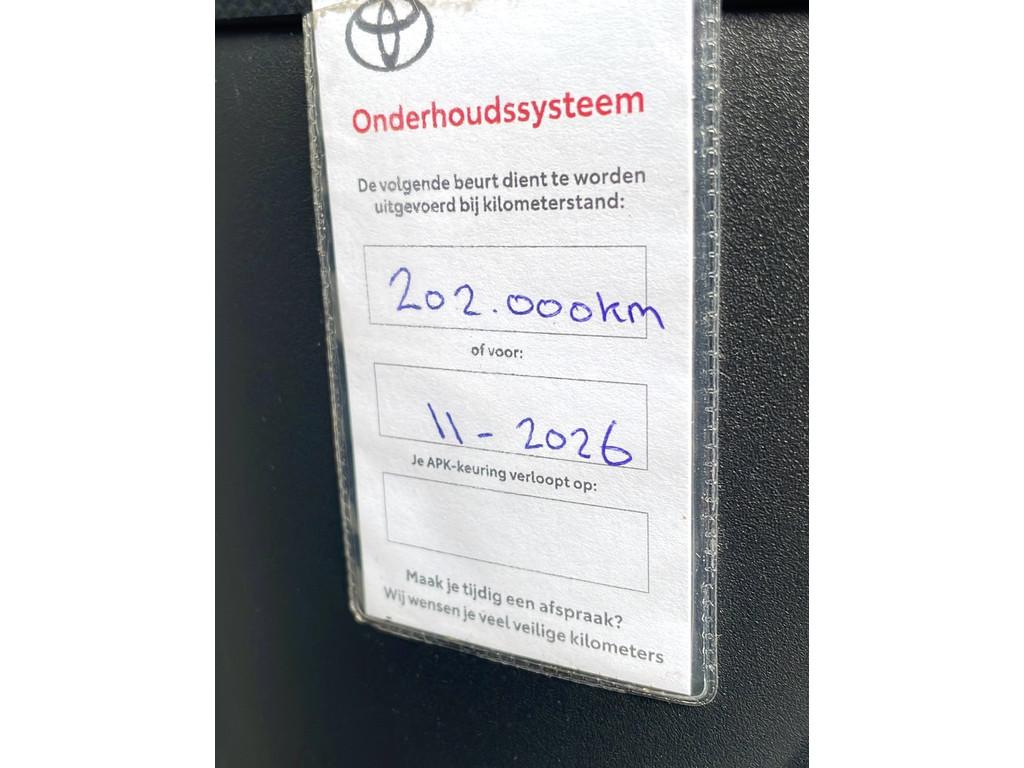 Onderhoudssysteem
De volgende beurt dient te worden
uitgevoerd bij kilometerstand:
202.000km
of voor:
11-2026
Je APK-keuring verloopt op:
Maak je tijdig een afspraak?
Wij wensen je veel veilige kilometers